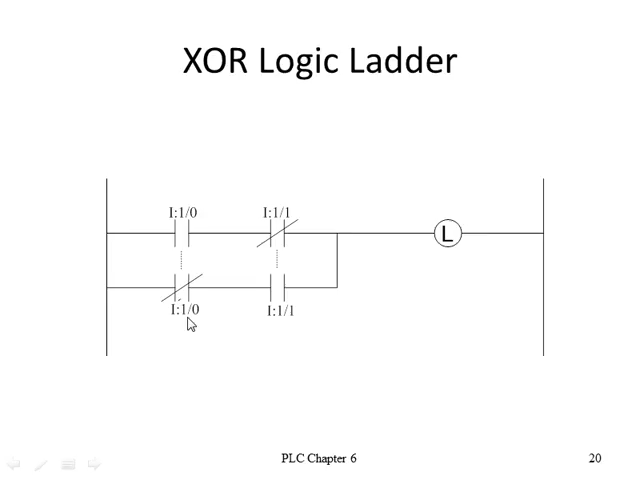 XOR Logic Ladder
I:1/0 I:1/1
L
I:1/0 I:1/1
PLC Chapter 6 20